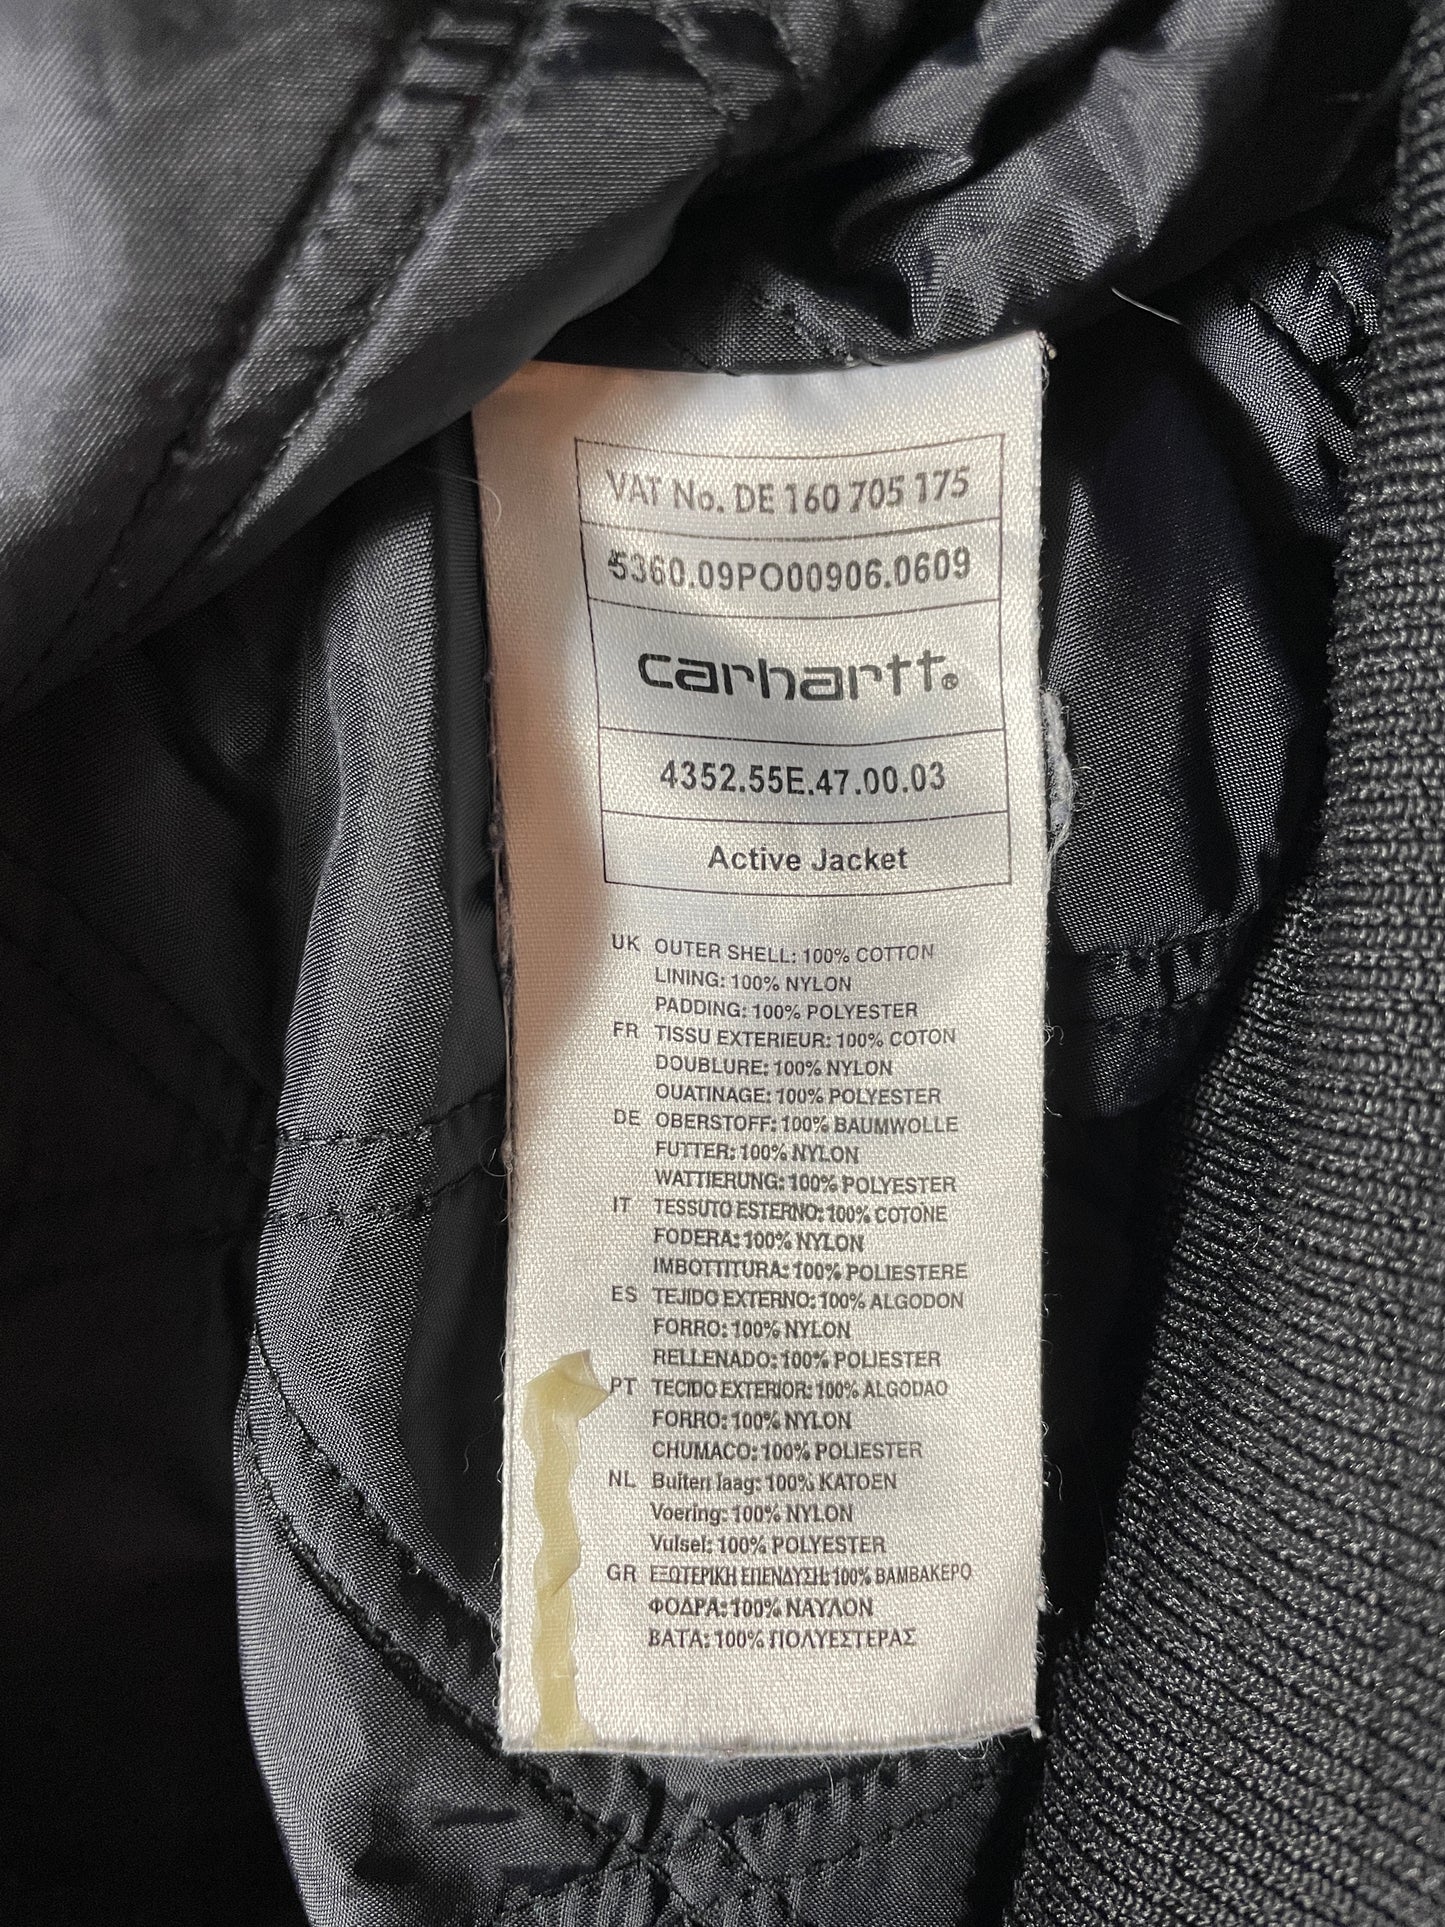 VAT No. DE 160 705 175
5360.09PO00906.0609
carhartt®
4352.55E.47.00.03
Active Jacket
UK OUTER SHELL: 100% COTTON
LINING: 100% NYLON
PADDING: 100% POLYESTER
FR TISSU EXTERIEUR: 100% COTON
DOUBLURE: 100% NYLON
OUATINAGE: 100% POLYESTER
DE OBERSTOFF: 100% BAUMWOLLE
FUTTER: 100% NYLON
WATTIERUNG: 100% POLYESTER
IT TESSUTO ESTERNO: 100% COTONE
FODERA: 100% NYLON
IMBOTTITURA: 100% POLIESTERE
ES TEJIDO EXTERNO: 100% ALGODON
FORRO: 100% NYLON
RELLENADO: 100% POLIESTER
PT TECIDO EXTERIOR: 100% ALGODAO
FORRO: 100% NYLON
CHUMACO: 100% POLIESTER
NL Buiten laag: 100% KATOEN
Voering: 100% NYLON
Vulsel: 100% POLYESTER
GR ΕΞΩΤΕΡΙΚΗ ΕΠΕΝΔΥΣΗ: 100% ΒΑΜΒΑΚΕΡΟ
ΦΟΔΡΑ: 100% ΝΑΥΛΟΝ
ΒΑΤΑ: 100% ΠΟΛΥΕΣΤΕΡΑΣ